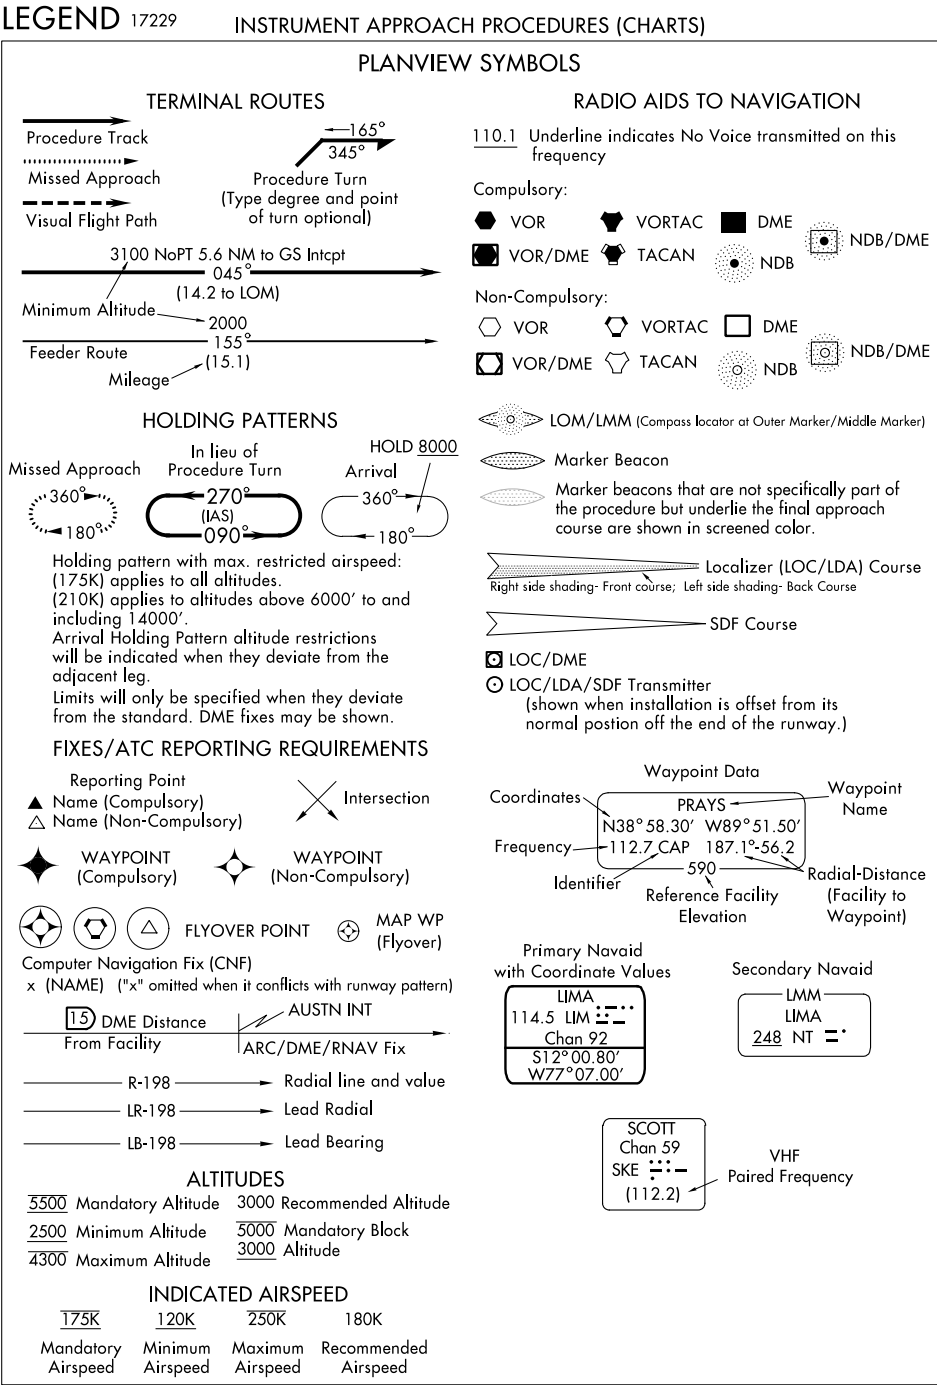 LEGEND 17229
INSTRUMENT APPROACH PROCEDURES (CHARTS)
PLANVIEW SYMBOLS
TERMINAL ROUTES
Procedure Track
Missed Approach
Visual Flight Path
165°
345°
Procedure Turn
(Type degree and point
of turn optional)
3100 NoPT 5.6 NM to GS Intcpt
045°
(14.2 to LOM)
Minimum Altitude
2000
155°
Feeder Route
(15.1)
Mileage
HOLDING PATTERNS
Missed Approach
360°
180°
In lieu of
Procedure Turn
270°
(IAS)
090°
HOLD 8000
Arrival
360°
180°
Holding pattern with max. restricted airspeed:
(175K) applies to all altitudes.
(210K) applies to altitudes above 6000' to and
including 14000'.
Arrival Holding Pattern altitude restrictions
will be indicated when they deviate from the
adjacent leg.
Limits will only be specified when they deviate
from the standard. DME fixes may be shown.
FIXES/ATC REPORTING REQUIREMENTS
Reporting Point
Name (Compulsory)
Name (Non-Compulsory)
Intersection
WAYPOINT
(Compulsory)
WAYPOINT
(Non-Compulsory)
FLYOVER POINT
MAP WP
(Flyover)
Computer Navigation Fix (CNF)
x (NAME) ("x" omitted when it conflicts with runway pattern)
15 DME Distance
From Facility
AUSTN INT
ARC/DME/RNAV Fix
R-198 Radial line and value
LR-198 Lead Radial
LB-198 Lead Bearing
ALTITUDES
5500 Mandatory Altitude
2500 Minimum Altitude
4300 Maximum Altitude
3000 Recommended Altitude
5000 Mandatory Block
3000 Altitude
INDICATED AIRSPEED
175K 120K 250K 180K
Mandatory Minimum Maximum Recommended
Airspeed Airspeed Airspeed Airspeed
RADIO AIDS TO NAVIGATION
110.1 Underline indicates No Voice transmitted on this
frequency
Compulsory:
VOR VORTAC DME
NDB/DME
VOR/DME TACAN NDB
Non-Compulsory:
VOR VORTAC DME
NDB/DME
VOR/DME TACAN NDB
LOM/LMM (Compass locator at Outer Marker/Middle Marker)
Marker Beacon
Marker beacons that are not specifically part of
the procedure but underlie the final approach
course are shown in screened color.
Localizer (LOC/LDA) Course
Right side shading- Front course; Left side shading- Back Course
SDF Course
LOC/DME
LOC/LDA/SDF Transmitter
(shown when installation is offset from its
normal postion off the end of the runway.)
Waypoint Data
Coordinates
PRAYS
Waypoint
Name
N38°58.30' W89°51.50'
Frequency
112.7 CAP 187.1°-56.2
590
Identifier
Reference Facility
Elevation
Radial-Distance
(Facility to
Waypoint)
Primary Navaid
with Coordinate Values
LIMA
114.5 LIM
Chan 92
S12°00.80'
W77°07.00'
Secondary Navaid
LMM
LIMA
248 NT
SCOTT
Chan 59
SKE
(112.2)
VHF
Paired Frequency